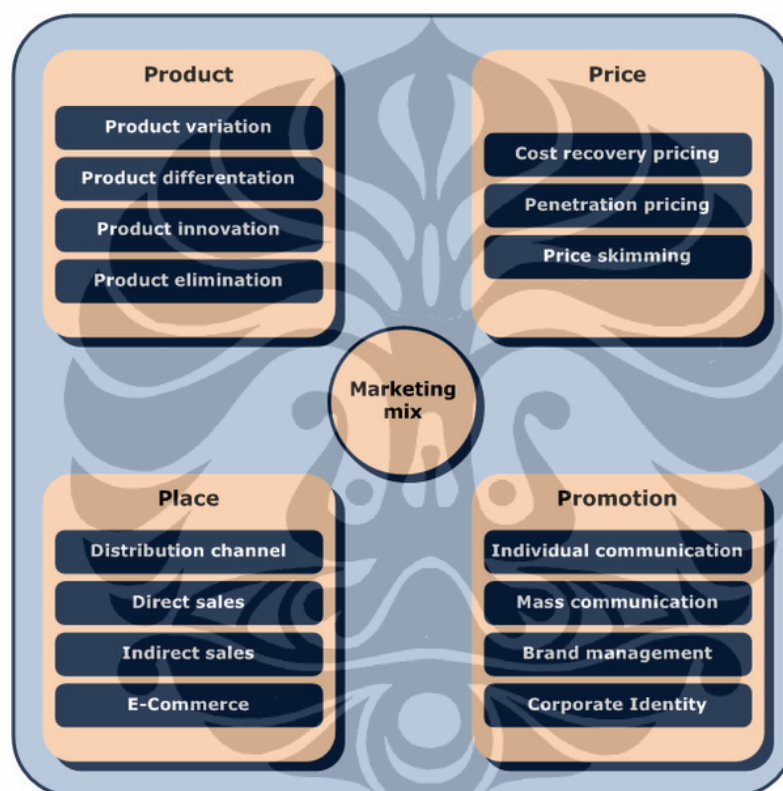 Product
Product variation
Product differentation
Product innovation
Product elimination
Price
Cost recovery pricing
Penetration pricing
Price skimming
Marketing
mix
Place
Distribution channel
Direct sales
Indirect sales
E-Commerce
Promotion
Individual communication
Mass communication
Brand management
Corporate Identity